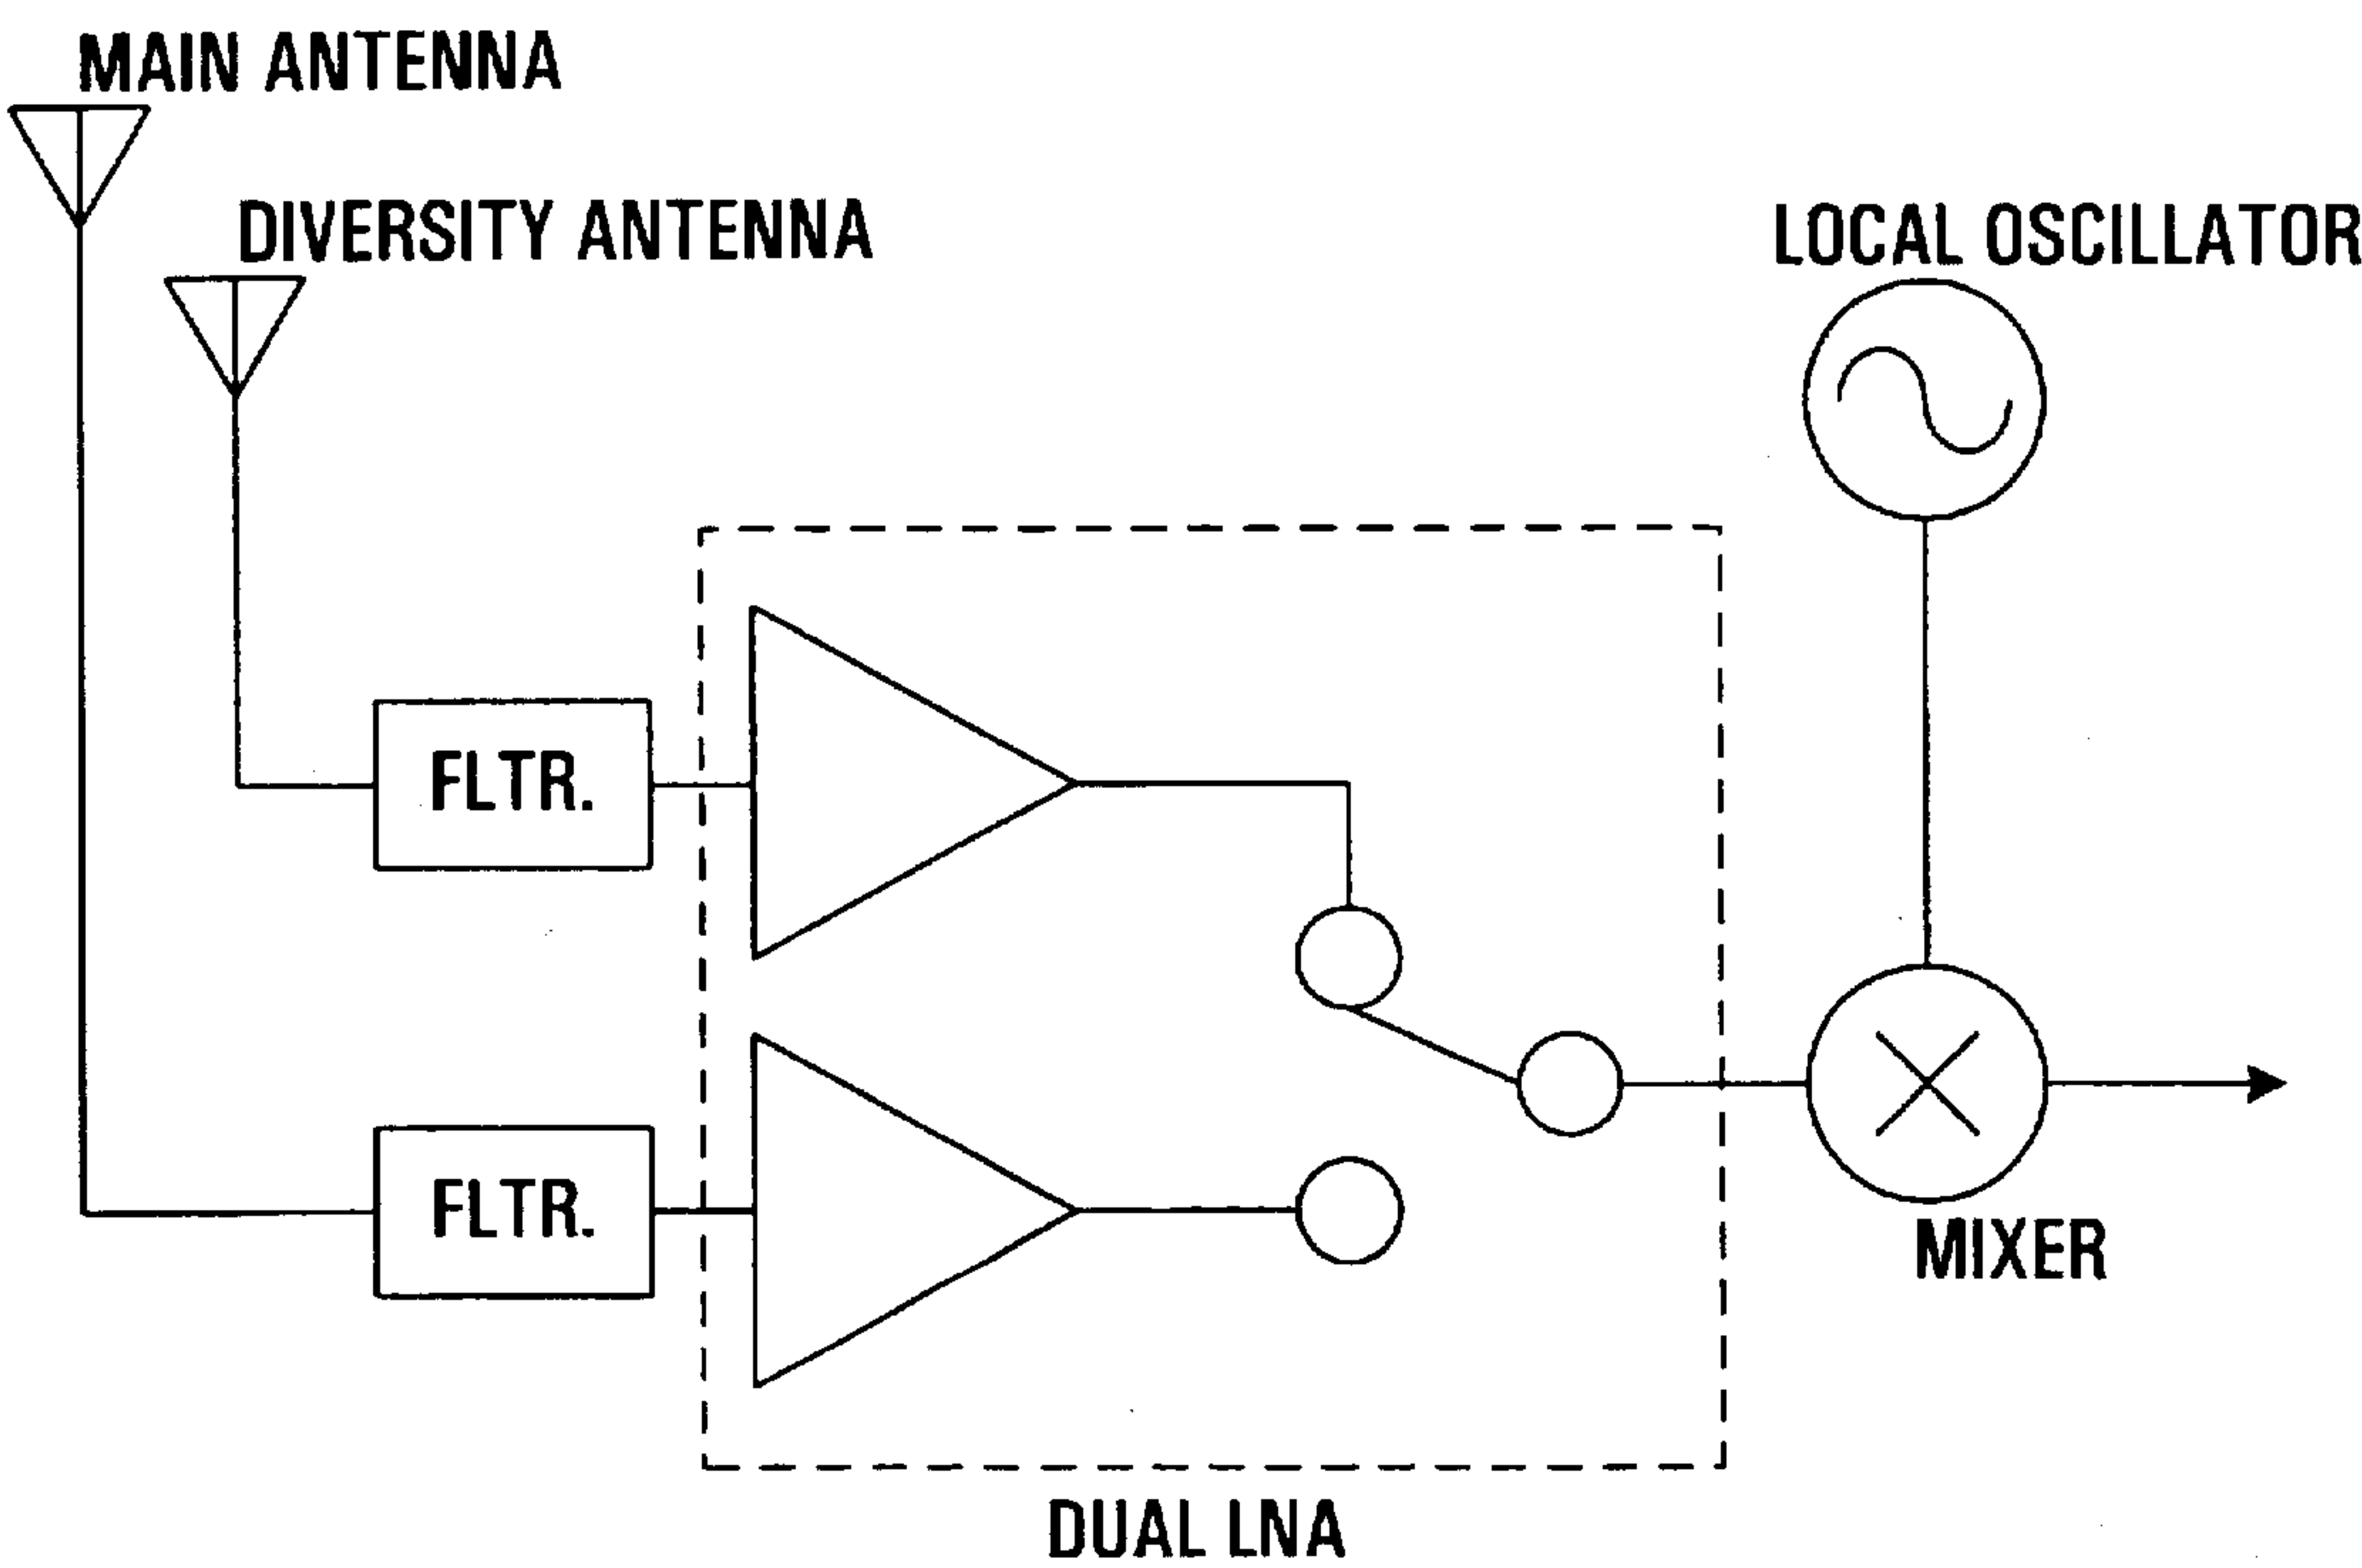 MAIN ANTENNA
DIVERSITY ANTENNA
LOCAL OSCILLATOR
FLTR.
FLTR.
MIXER
DUAL LNA